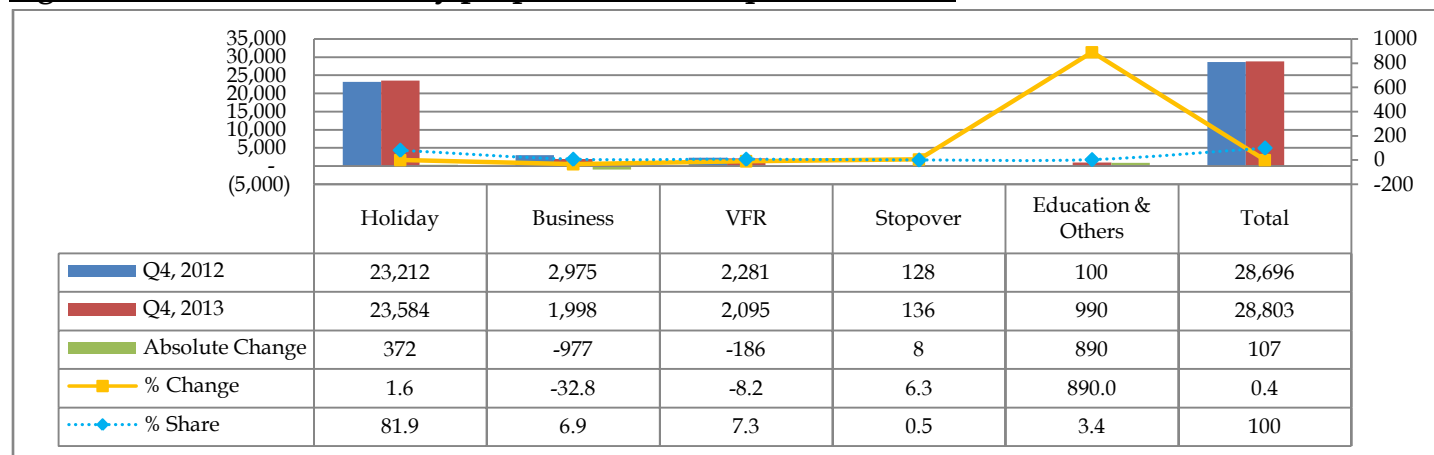 35,000 1000
30,000 800
25,000 600
20,000 400
15,000 200
10,000 0
5,000 -200
-
(5,000)
Holiday Business VFR Stopover Education & Others Total
Q4, 2012 23,212 2,975 2,281 128 100 28,696
Q4, 2013 23,584 1,998 2,095 136 990 28,803
Absolute Change 372 -977 -186 8 890 107
% Change 1.6 -32.8 -8.2 6.3 890.0 0.4
% Share 81.9 6.9 7.3 0.5 3.4 100